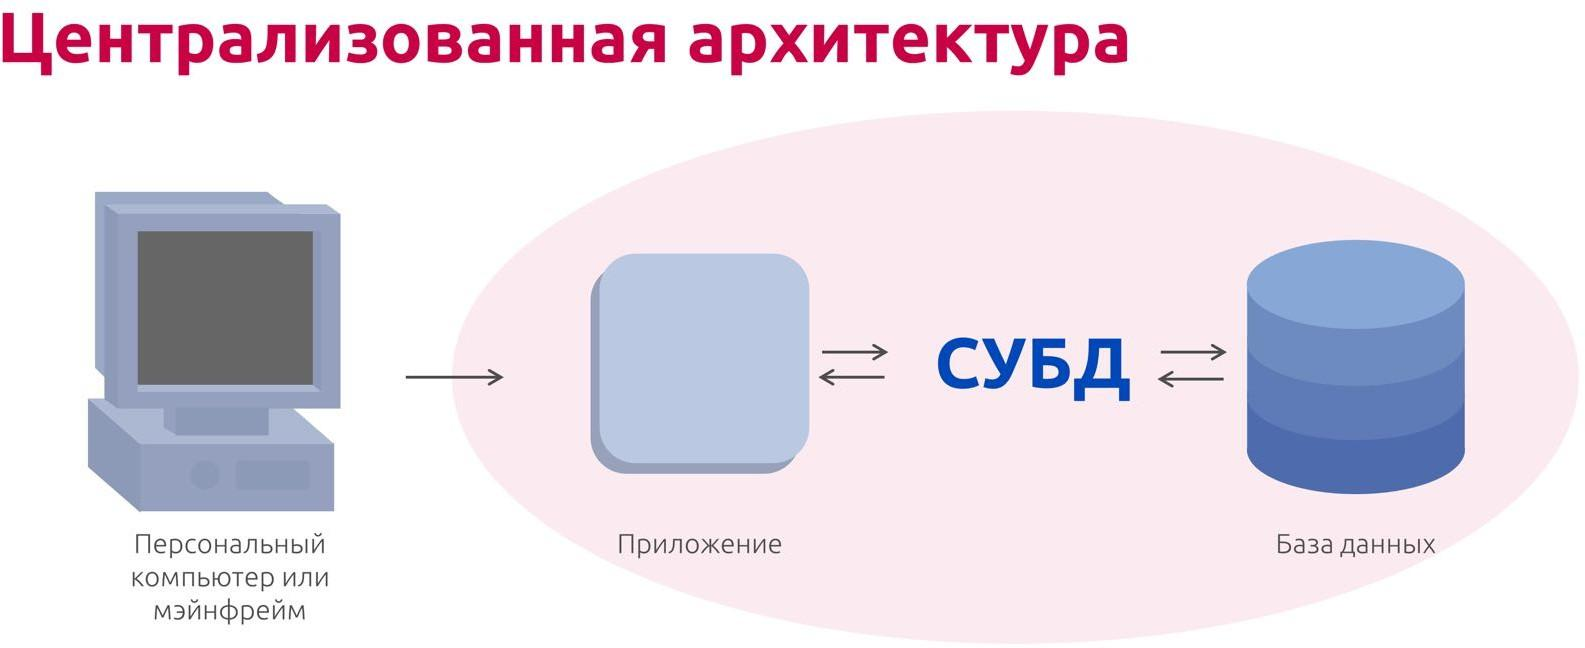 Централизованная архитектура
СУБД
Персональный
компьютер или
мэйнфрейм
Приложение
База данных